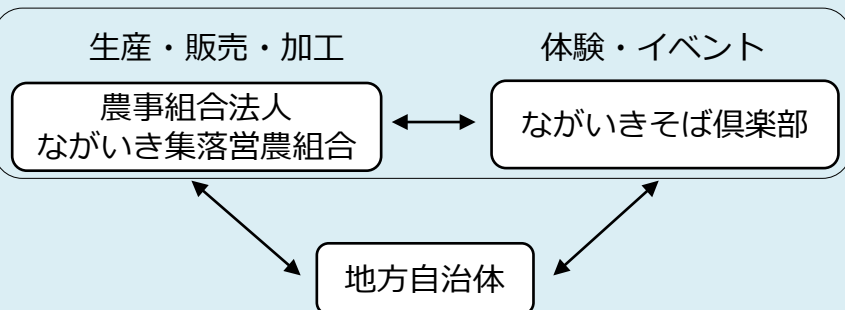 生産・販売・加工
体験・イベント
農事組合法人
ながいき集落営農組合
ながいきそば倶楽部
地方自治体